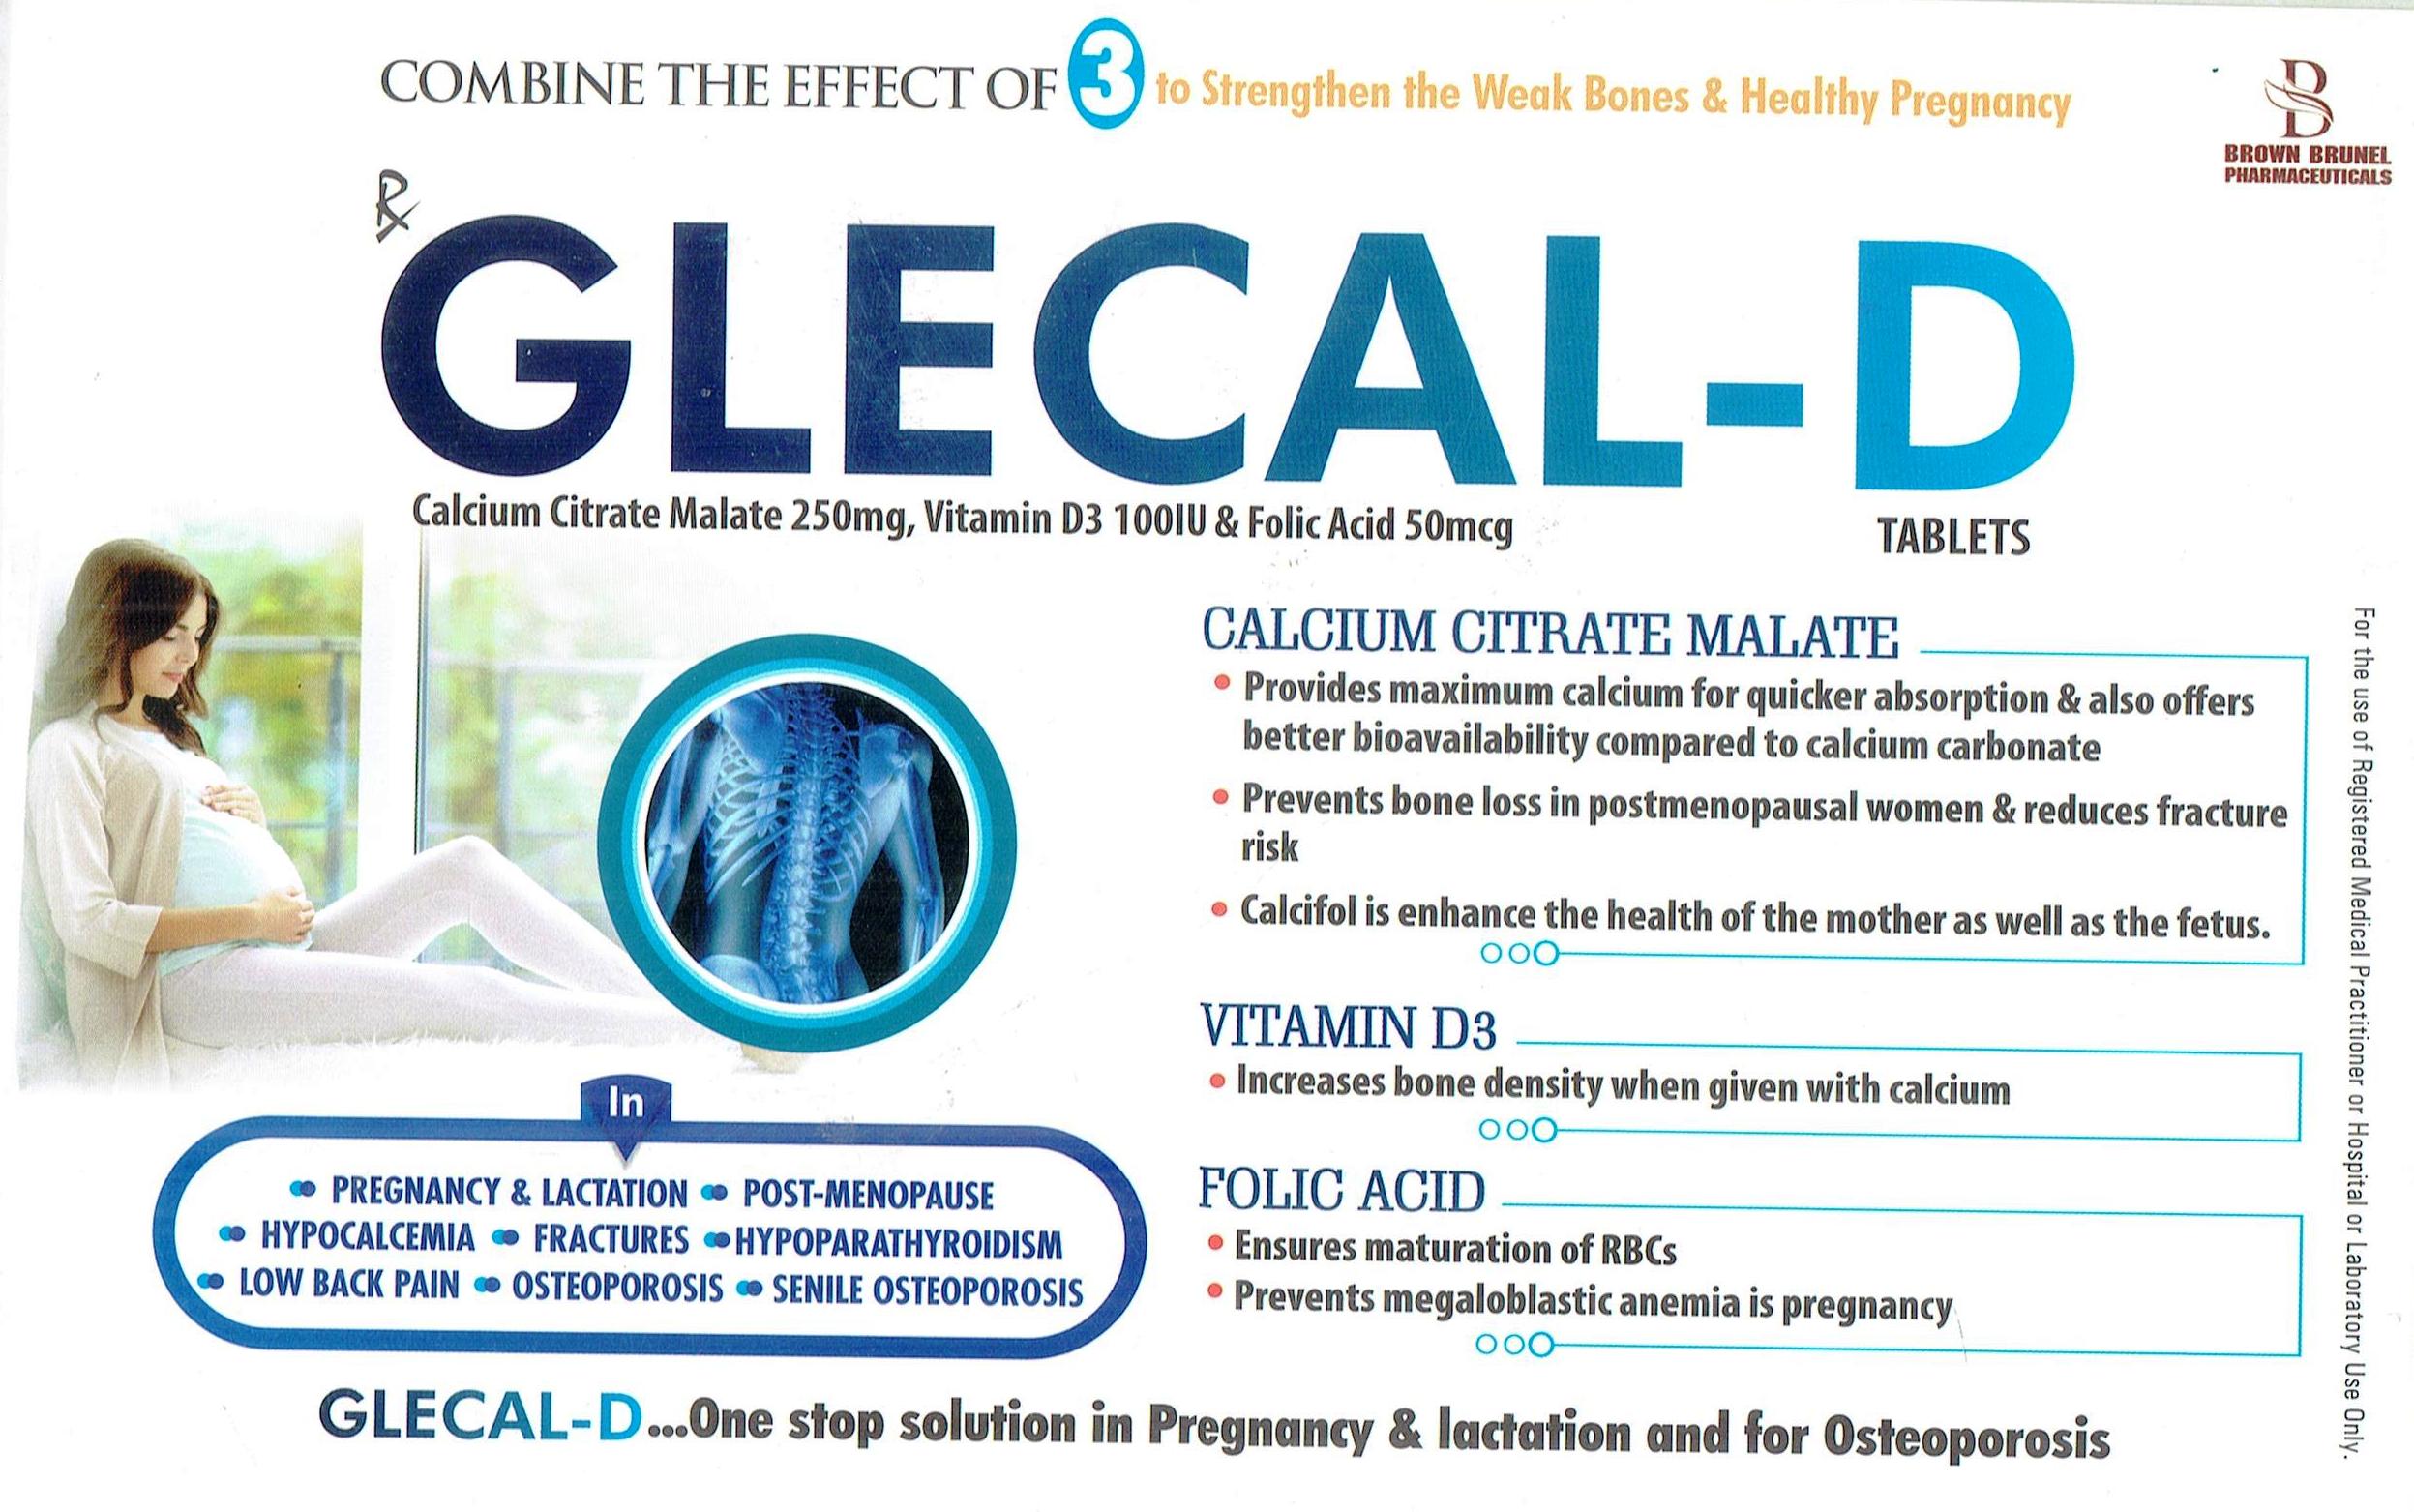 COMBINE THE EFFECT OF 3 to Strengthen the Weak Bones & Healthy Pregnancy
B
BROWN BRUNEL
PHARMACEUTICALS
Rx
GLECAL-D
Calcium Citrate Malate 250mg, Vitamin D3 100IU & Folic Acid 50mcg
TABLETS
CALCIUM CITRATE MALATE
• Provides maximum calcium for quicker absorption & also offers
better bioavailability compared to calcium carbonate
• Prevents bone loss in postmenopausal women & reduces fracture
risk
• Calcifol is enhance the health of the mother as well as the fetus.
VITAMIN D3
• Increases bone density when given with calcium
FOLIC ACID
• Ensures maturation of RBCs
• Prevents megaloblastic anemia is pregnancy
In
PREGNANCY & LACTATION POST-MENOPAUSE
HYPOCALCEMIA FRACTURES HYPOPARATHYROIDISM
LOW BACK PAIN OSTEOPOROSIS SENILE OSTEOPOROSIS
GLECAL-D...One stop solution in Pregnancy & lactation and for Osteoporosis
For the use of Registered Medical Practitioner or Hospital or Laboratory Use Only.